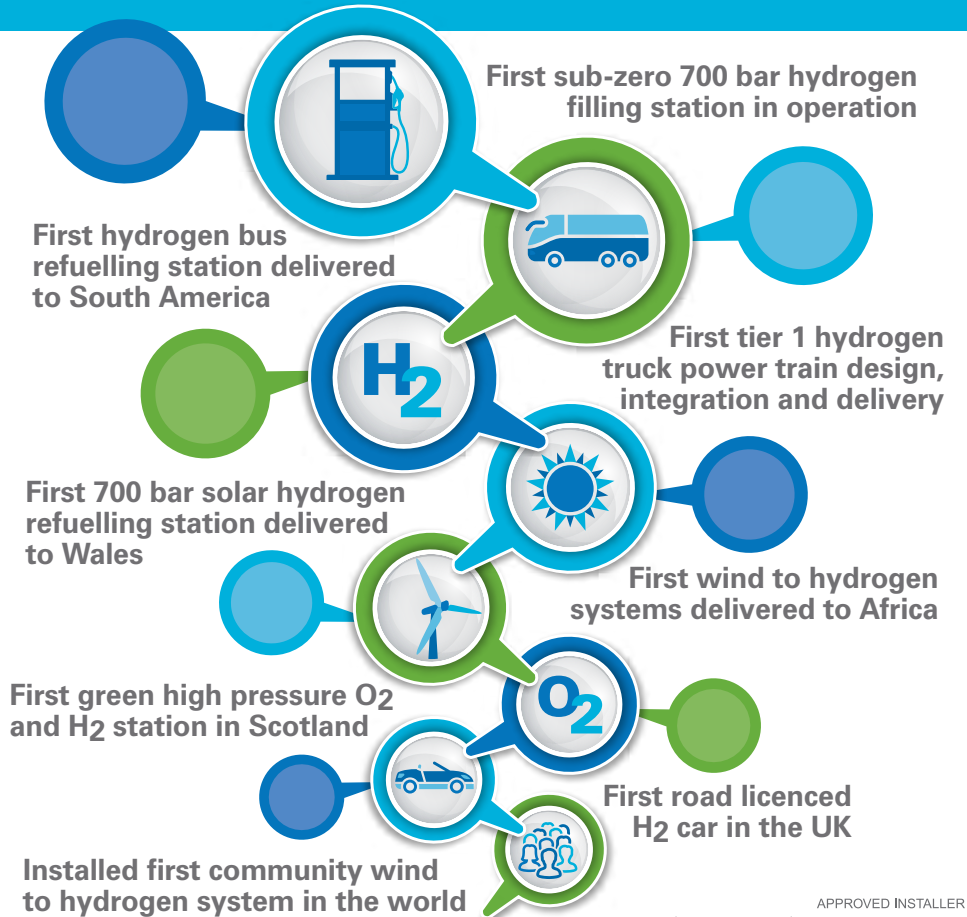 First sub-zero 700 bar hydrogen
filling station in operation
First hydrogen bus
refuelling station delivered
to South America
H2
First tier 1 hydrogen
truck power train design,
integration and delivery
First 700 bar solar hydrogen
refuelling station delivered
to Wales
First wind to hydrogen
systems delivered to Africa
First green high pressure O2
and H2 station in Scotland
O2
First road licenced
H2 car in the UK
Installed first community wind
to hydrogen system in the world
APPROVED INSTALLER